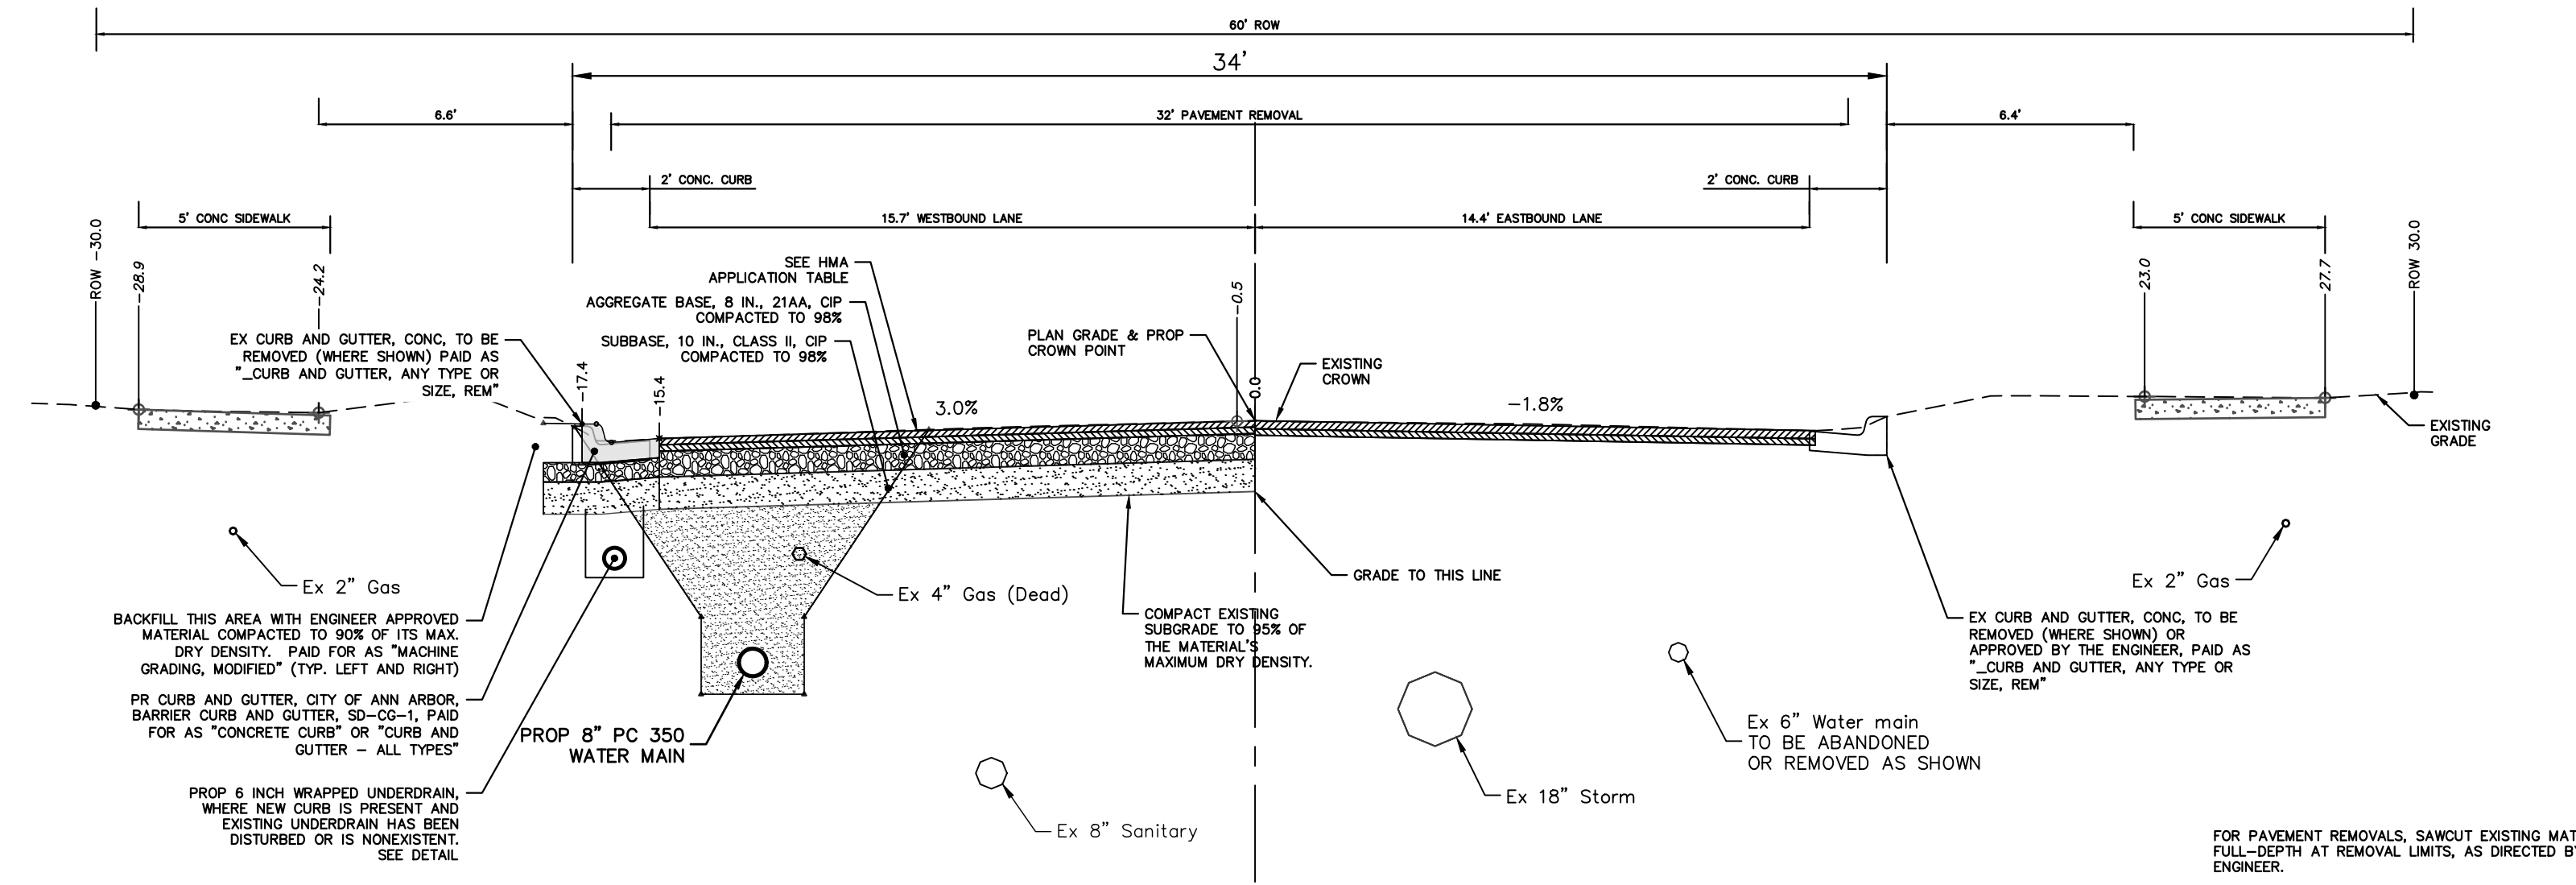 60' ROW
34'
6.6'
32' PAVEMENT REMOVAL
6.4'
2' CONC. CURB
2' CONC. CURB
5' CONC SIDEWALK
15.7' WESTBOUND LANE
14.4' EASTBOUND LANE
5' CONC SIDEWALK
ROW -30.0
-28.9
-24.2
-17.4
-15.4
-0.5
0.0
23.0
27.7
ROW 30.0
SEE HMA
APPLICATION TABLE
AGGREGATE BASE, 8 IN., 21AA, CIP
COMPACTED TO 98%
SUBBASE, 10 IN., CLASS II, CIP
COMPACTED TO 98%
EX CURB AND GUTTER, CONC, TO BE
REMOVED (WHERE SHOWN) PAID AS
"_CURB AND GUTTER, ANY TYPE OR
SIZE, REM"
PLAN GRADE & PROP
CROWN POINT
EXISTING
CROWN
3.0%
-1.8%
EXISTING
GRADE
Ex 2" Gas
Ex 4" Gas (Dead)
GRADE TO THIS LINE
Ex 2" Gas
BACKFILL THIS AREA WITH ENGINEER APPROVED
MATERIAL COMPACTED TO 90% OF ITS MAX.
DRY DENSITY. PAID FOR AS "MACHINE
GRADING, MODIFIED" (TYP. LEFT AND RIGHT)
COMPACT EXISTING
SUBGRADE TO 95% OF
THE MATERIAL'S
MAXIMUM DRY DENSITY.
EX CURB AND GUTTER, CONC, TO BE
REMOVED (WHERE SHOWN) OR
APPROVED BY THE ENGINEER, PAID AS
"_CURB AND GUTTER, ANY TYPE OR
SIZE, REM"
PR CURB AND GUTTER, CITY OF ANN ARBOR,
BARRIER CURB AND GUTTER, SD-CG-1, PAID
FOR AS "CONCRETE CURB" OR "CURB AND
GUTTER - ALL TYPES"
PROP 8" PC 350
WATER MAIN
Ex 6" Water main
TO BE ABANDONED
OR REMOVED AS SHOWN
PROP 6 INCH WRAPPED UNDERDRAIN,
WHERE NEW CURB IS PRESENT AND
EXISTING UNDERDRAIN HAS BEEN
DISTURBED OR IS NONEXISTENT.
SEE DETAIL
Ex 8" Sanitary
Ex 18" Storm
FOR PAVEMENT REMOVALS, SAWCUT EXISTING MAT
FULL-DEPTH AT REMOVAL LIMITS, AS DIRECTED B
ENGINEER.